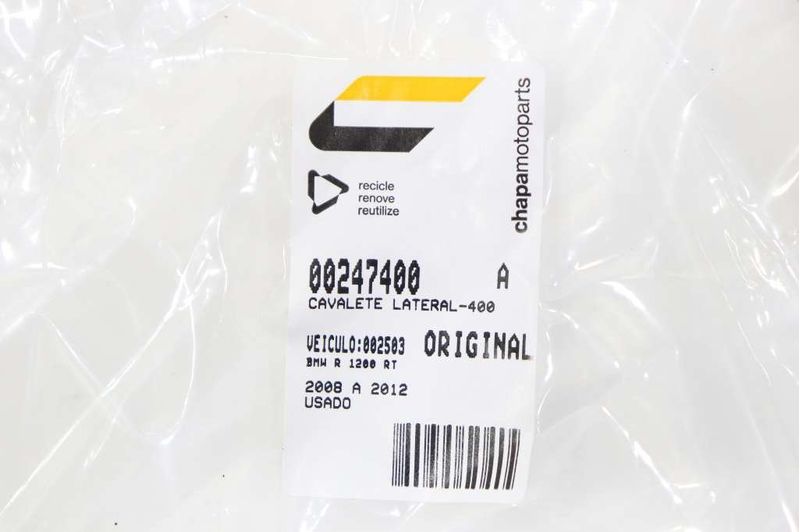 chapamotoparts
recicle
renove
reutilize
00247400 A
CAVALETE LATERAL-400
VEICULO:002503 ORIGINAL
BMW R 1200 RT
2008 A 2012
USADO